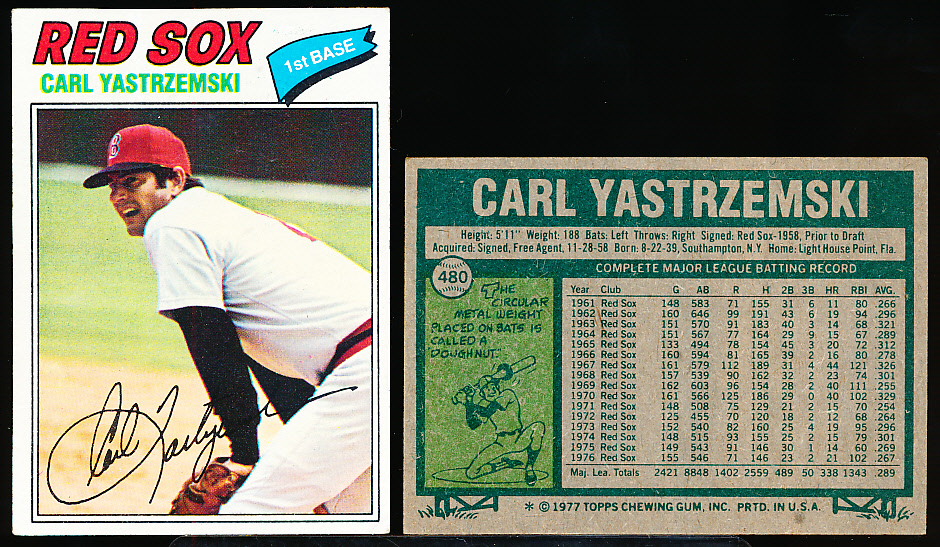 RED SOX
CARL YASTRZEMSKI
1st BASE
B
Carl Yastrzemski
CARL YASTRZEMSKI
Height: 5'11" Weight: 188 Bats: Left Throws: Right Signed: Red Sox-1958, Prior to Draft
Acquired: Signed, Free Agent, 11-28-58 Born: 8-22-39, Southampton, N.Y. Home: Light House Point, Fla.
480
THE
CIRCULAR
METAL WEIGHT
PLACED ON BATS IS
CALLED A
"DOUGHNUT."
COMPLETE MAJOR LEAGUE BATTING RECORD
Year Club G AB R H 2B 3B HR RBI AVG.
1961 Red Sox 148 583 71 155 31 6 11 80 .266
1962 Red Sox 160 646 99 191 43 6 19 94 .296
1963 Red Sox 151 570 91 183 40 3 14 68 .321
1964 Red Sox 151 567 77 164 29 9 15 67 .289
1965 Red Sox 133 494 78 154 45 3 20 72 .312
1966 Red Sox 160 594 81 165 39 2 16 80 .278
1967 Red Sox 161 579 112 189 31 4 44 121 .326
1968 Red Sox 157 539 90 162 32 2 23 74 .301
1969 Red Sox 162 603 96 154 28 2 40 111 .255
1970 Red Sox 161 566 125 186 29 0 40 102 .329
1971 Red Sox 148 508 75 129 21 2 15 70 .254
1972 Red Sox 125 455 70 120 18 2 12 68 .264
1973 Red Sox 152 540 82 160 25 4 19 95 .296
1974 Red Sox 148 515 93 155 25 2 15 79 .301
1975 Red Sox 149 543 91 146 30 1 14 60 .269
1976 Red Sox 155 546 71 146 23 2 21 102 .267
Maj. Lea. Totals 2421 8848 1402 2559 489 50 338 1343 .289
* © 1977 TOPPS CHEWING GUM, INC. PRTD. IN U.S.A.